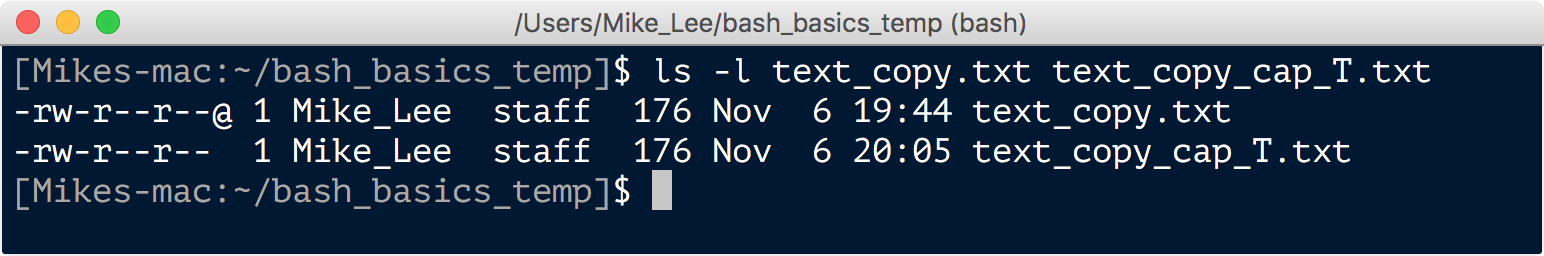 /Users/Mike_Lee/bash_basics_temp (bash)
[Mikes-mac:~/bash_basics_temp]$ ls -l text_copy.txt text_copy_cap_T.txt
-rw-r--r--@ 1 Mike_Lee  staff  176 Nov  6 19:44 text_copy.txt
-rw-r--r--  1 Mike_Lee  staff  176 Nov  6 20:05 text_copy_cap_T.txt
[Mikes-mac:~/bash_basics_temp]$